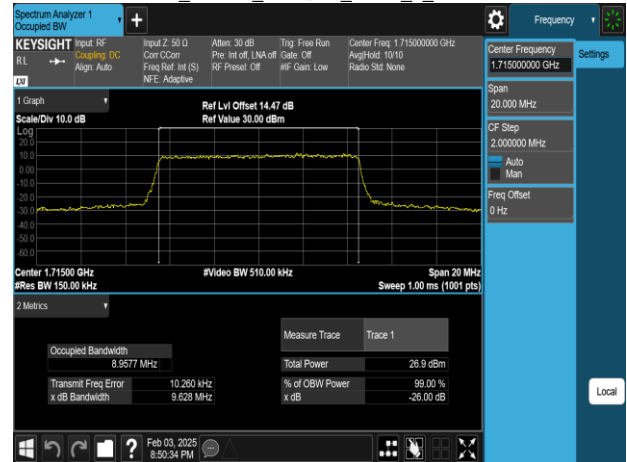 Spectrum Analyzer 1
Occupied BW
Frequency
KEYSIGHT
RL
LXI
Input: RF
Coupling: DC
Align: Auto
Input Z: 50 Ω
Corr CCorr
Freq Ref: Int (S)
NFE: Adaptive
Atten: 30 dB
Pre: Int off, LNA off
RF Presel: Off
Trig: Free Run
Gate: Off
#IF Gain: Low
Center Freq: 1.715000000 GHz
Avg|Hold: 10/10
Radio Std: None
Center Frequency
1.715000000 GHz
Settings
Span
20.000 MHz
CF Step
2.000000 MHz
Auto
Man
Freq Offset
0 Hz
Local
1 Graph
Scale/Div 10.0 dB
Ref Lvl Offset 14.47 dB
Ref Value 30.00 dBm
Log
20.0
10.0
0.00
-10.0
-20.0
-30.0
-40.0
-50.0
-60.0
Center 1.71500 GHz
#Video BW 510.00 kHz
Span 20 MHz
#Res BW 150.00 kHz
Sweep 1.00 ms (1001 pts)
2 Metrics
Measure Trace
Trace 1
Occupied Bandwidth
8.9577 MHz
Total Power
26.9 dBm
Transmit Freq Error
10.260 kHz
% of OBW Power
99.00 %
x dB Bandwidth
9.628 MHz
x dB
-26.00 dB
?
Feb 03, 2025
8:50:34 PM